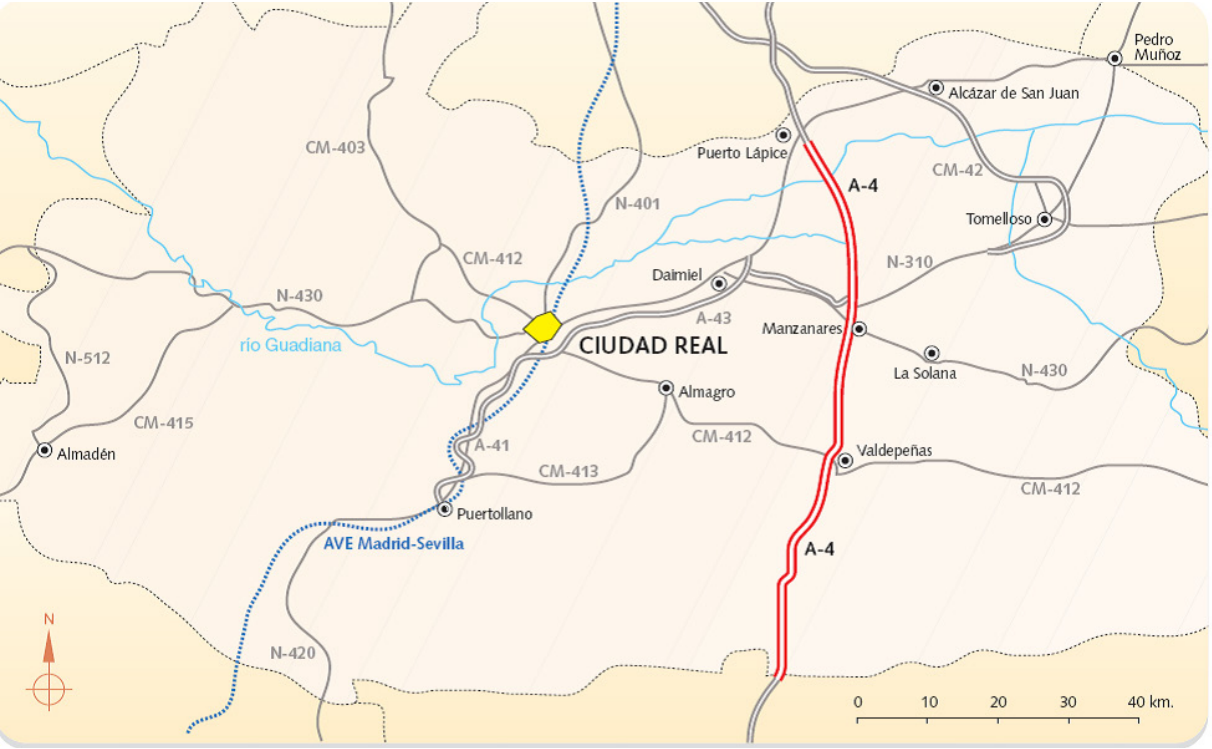 Pedro
Muñoz
Alcázar de San Juan
CM-403
Puerto Lápice
CM-42
A-4
N-401
Tomelloso
CM-412
N-310
Daimiel
N-430
A-43
Manzanares
río Guadiana
CIUDAD REAL
N-512
La Solana
N-430
Almagro
CM-415
CM-412
A-41
Valdepeñas
Almadén
CM-413
CM-412
Puertollano
AVE Madrid-Sevilla
A-4
N
N-420
0 10 20 30 40 km.